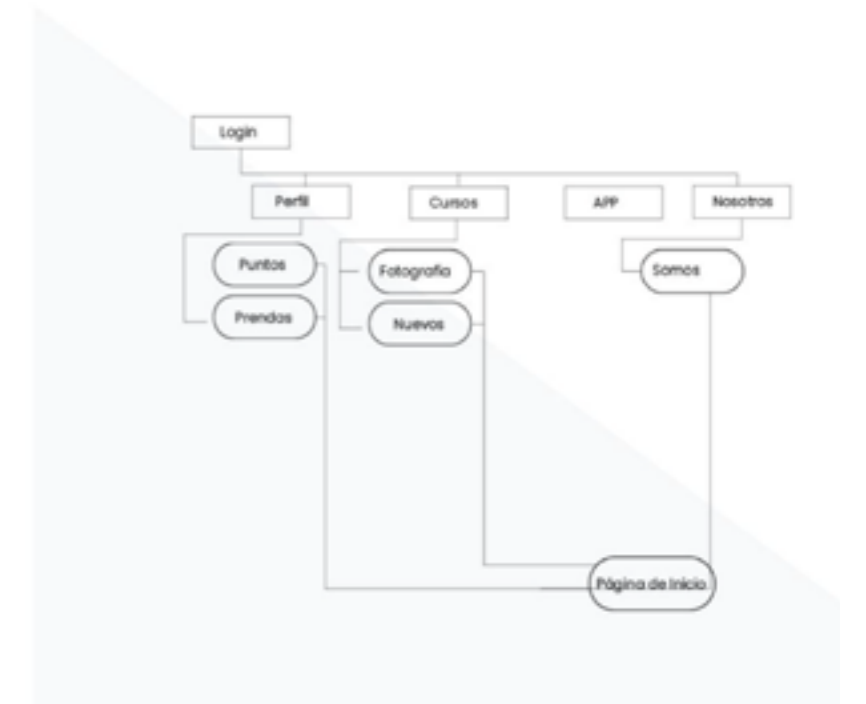 Login
Perfil
Cursos
APP
Nosotros
Puntos
Fotografía
Somos
Prendas
Nuevos
Página de Inicio